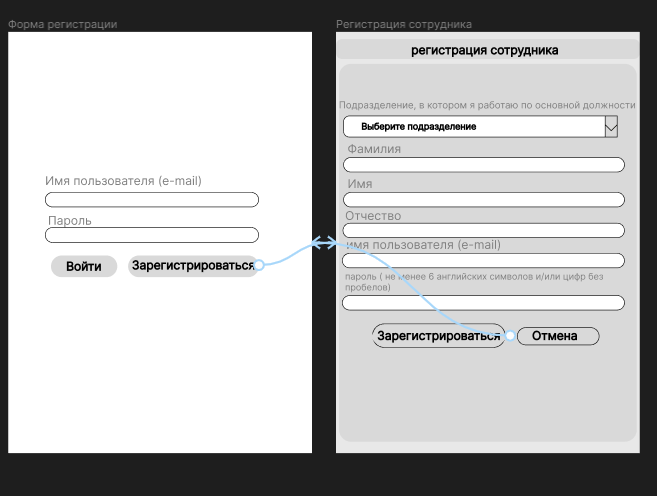 Форма регистрации
Имя пользователя (e-mail)
Пароль
Войти
Зарегистрироваться
Регистрация сотрудника
регистрация сотрудника
Подразделение, в котором я работаю по основной должности
Выберите подразделение
Фамилия
Имя
Отчество
имя пользователя (e-mail)
пароль ( не менее 6 английских символов и/или цифр без
пробелов)
Зарегистрироваться
Отмена